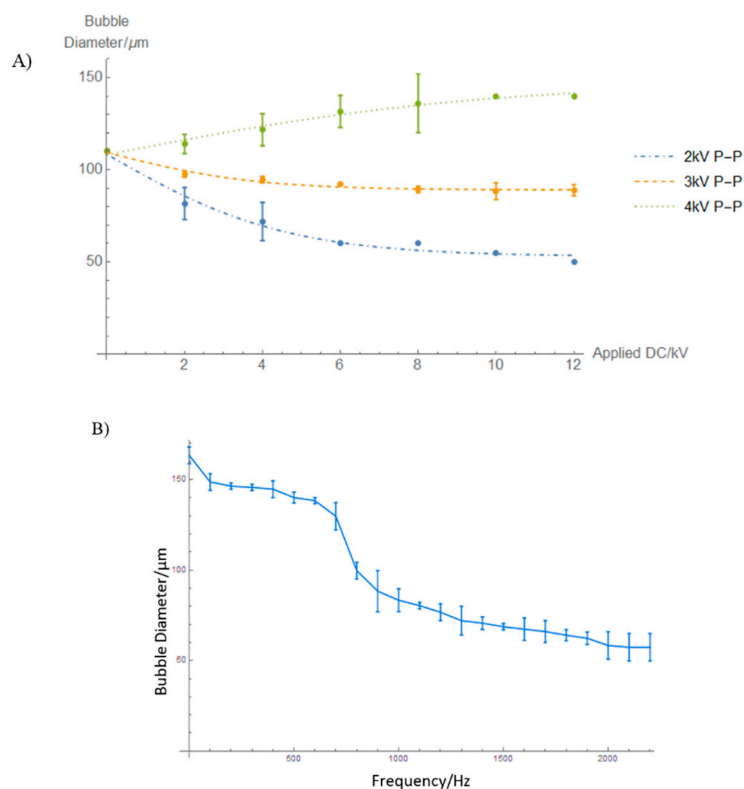 A)
Bubble
Diameter/μm
150
100
50
2 4 6 8 10 12
Applied DC/kV
2kV P–P
3kV P–P
4kV P–P
B)
Bubble Diameter/μm
150
100
50
500 1000 1500 2000
Frequency/Hz